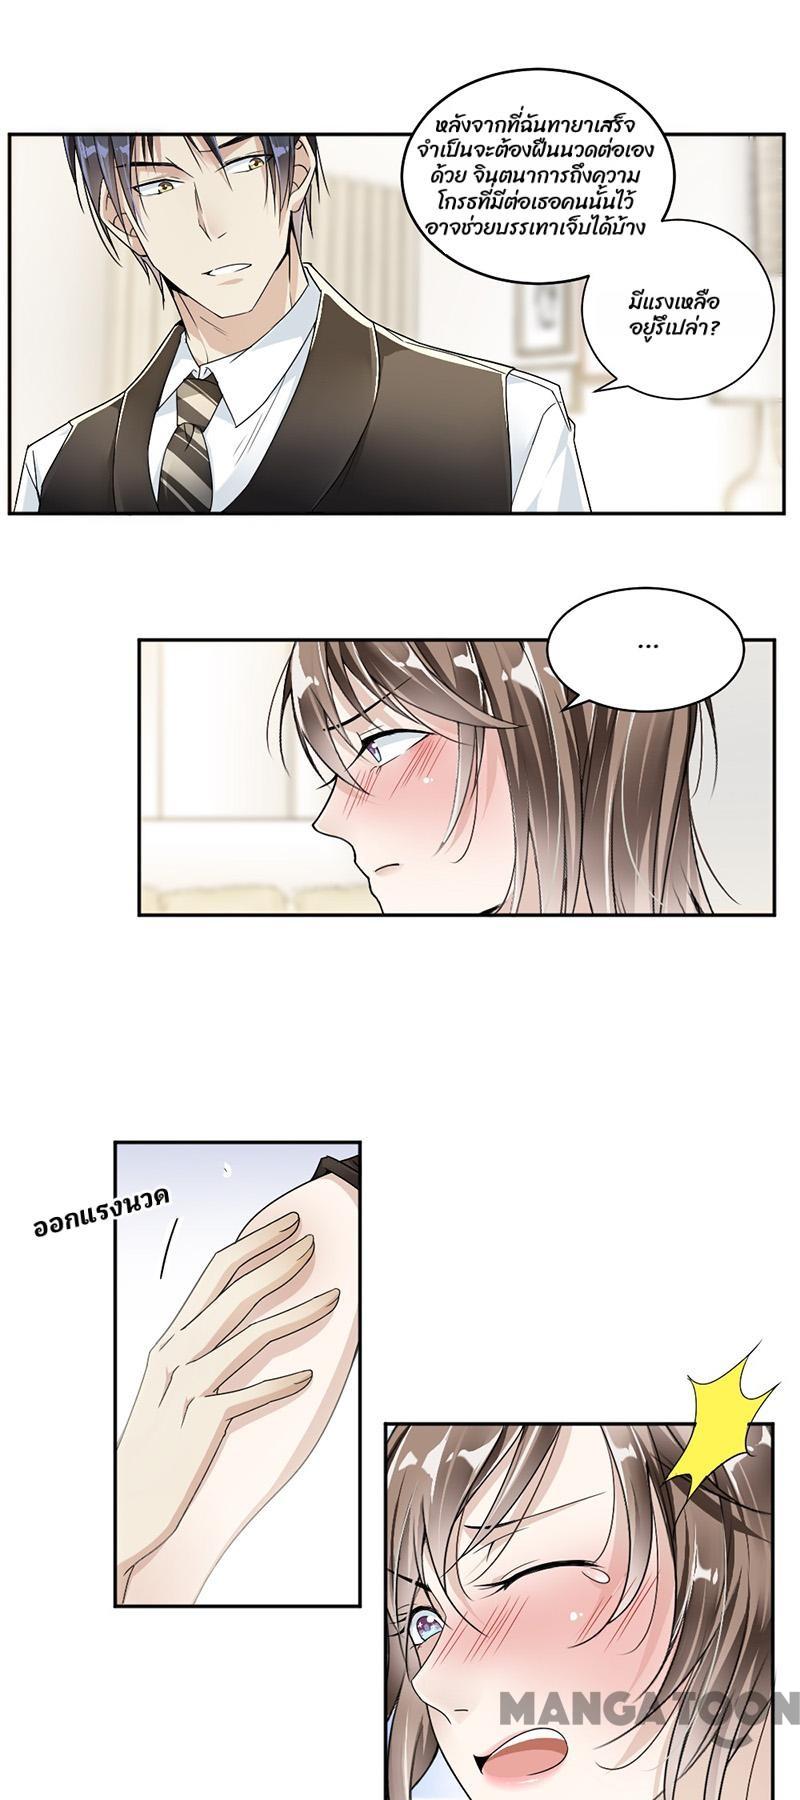 หลังจากที่ฉันทายาเสร็จ
จำเป็นจะต้องฝืนนวดต่อเอง
ด้วย จินตนาการถึงความ
โกรธที่มีต่อเธอคนนั้นไว้
อาจช่วยบรรเทาเจ็บได้บ้าง
มีแรงเหลือ
อยู่รึเปล่า?
...
ออกแรงนวด
MANGATOON